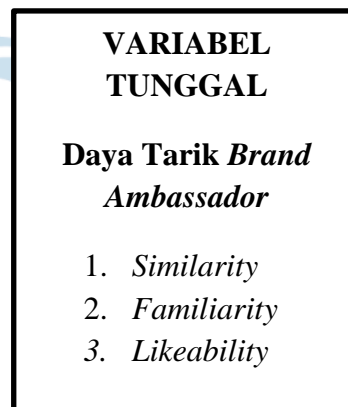 VARIABEL
TUNGGAL
Daya Tarik Brand
Ambassador
1. Similarity
2. Familiarity
3. Likeability